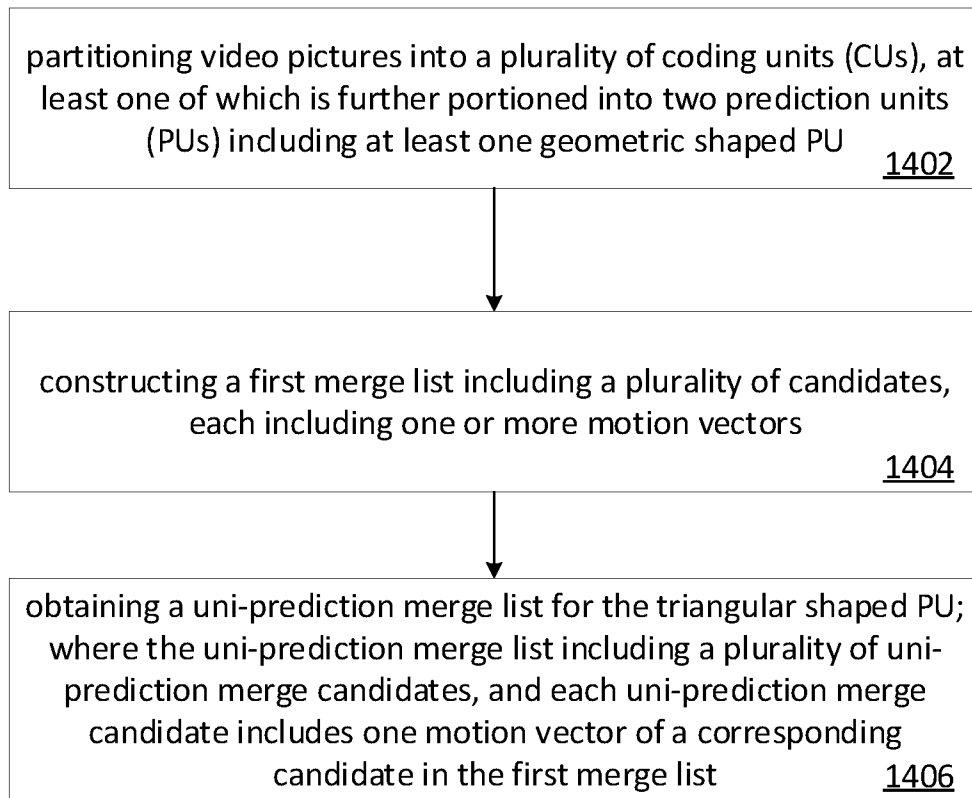 partitioning video pictures into a plurality of coding units (CUs), at
least one of which is further portioned into two prediction units
(PUs) including at least one geometric shaped PU
1402
constructing a first merge list including a plurality of candidates,
each including one or more motion vectors
1404
obtaining a uni-prediction merge list for the triangular shaped PU;
where the uni-prediction merge list including a plurality of uni-
prediction merge candidates, and each uni-prediction merge
candidate includes one motion vector of a corresponding
candidate in the first merge list
1406